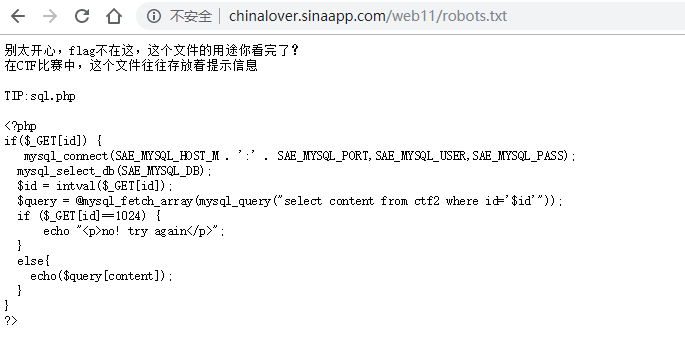 不安全 | chinalover.sinaapp.com/web11/robots.txt
别太开心，flag不在这，这个文件的用途你看完了？
在CTF比赛中，这个文件往往存放着提示信息
TIP:sql.php
<?php
if($_GET[id]) {
mysql_connect(SAE_MYSQL_HOST_M . ':' . SAE_MYSQL_PORT,SAE_MYSQL_USER,SAE_MYSQL_PASS);
mysql_select_db(SAE_MYSQL_DB);
$id = intval($_GET[id]);
$query = @mysql_fetch_array(mysql_query("select content from ctf2 where id='$id'"));
if ($_GET[id]==1024) {
echo "<p>no! try again</p>";
}
else{
echo($query[content]);
}
}
?>